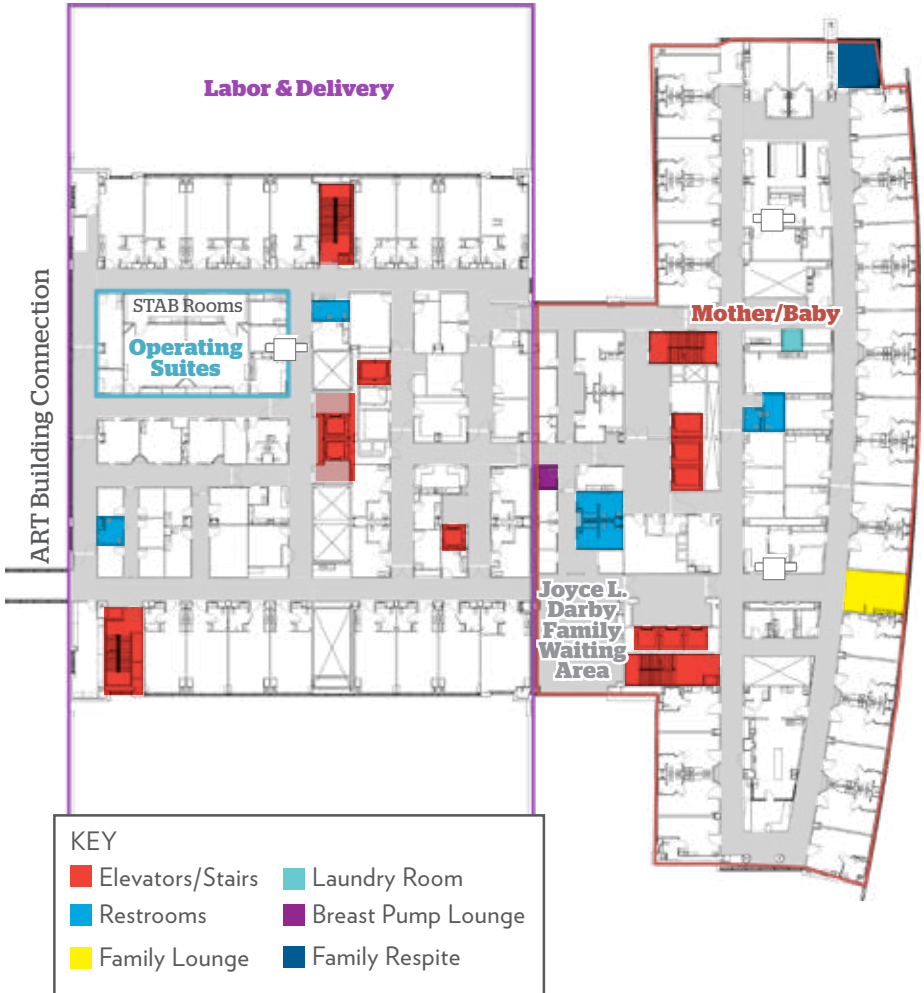 Labor & Delivery
ART Building Connection
STAB Rooms
Operating
Suites
Mother/Baby
Joyce L.
Darby
Family
Waiting
Area
KEY
Elevators/Stairs
Laundry Room
Restrooms
Breast Pump Lounge
Family Lounge
Family Respite